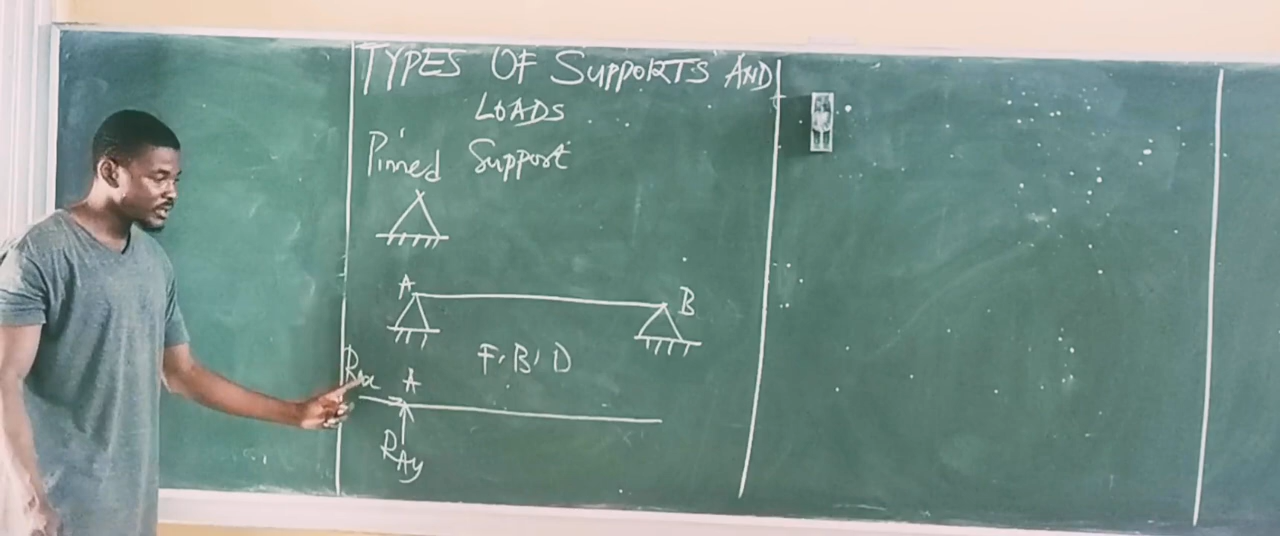 TYPES OF SUPPORTS AND
LOADS
Pinned Support
A
B
F.B.D
RAx A
RAy